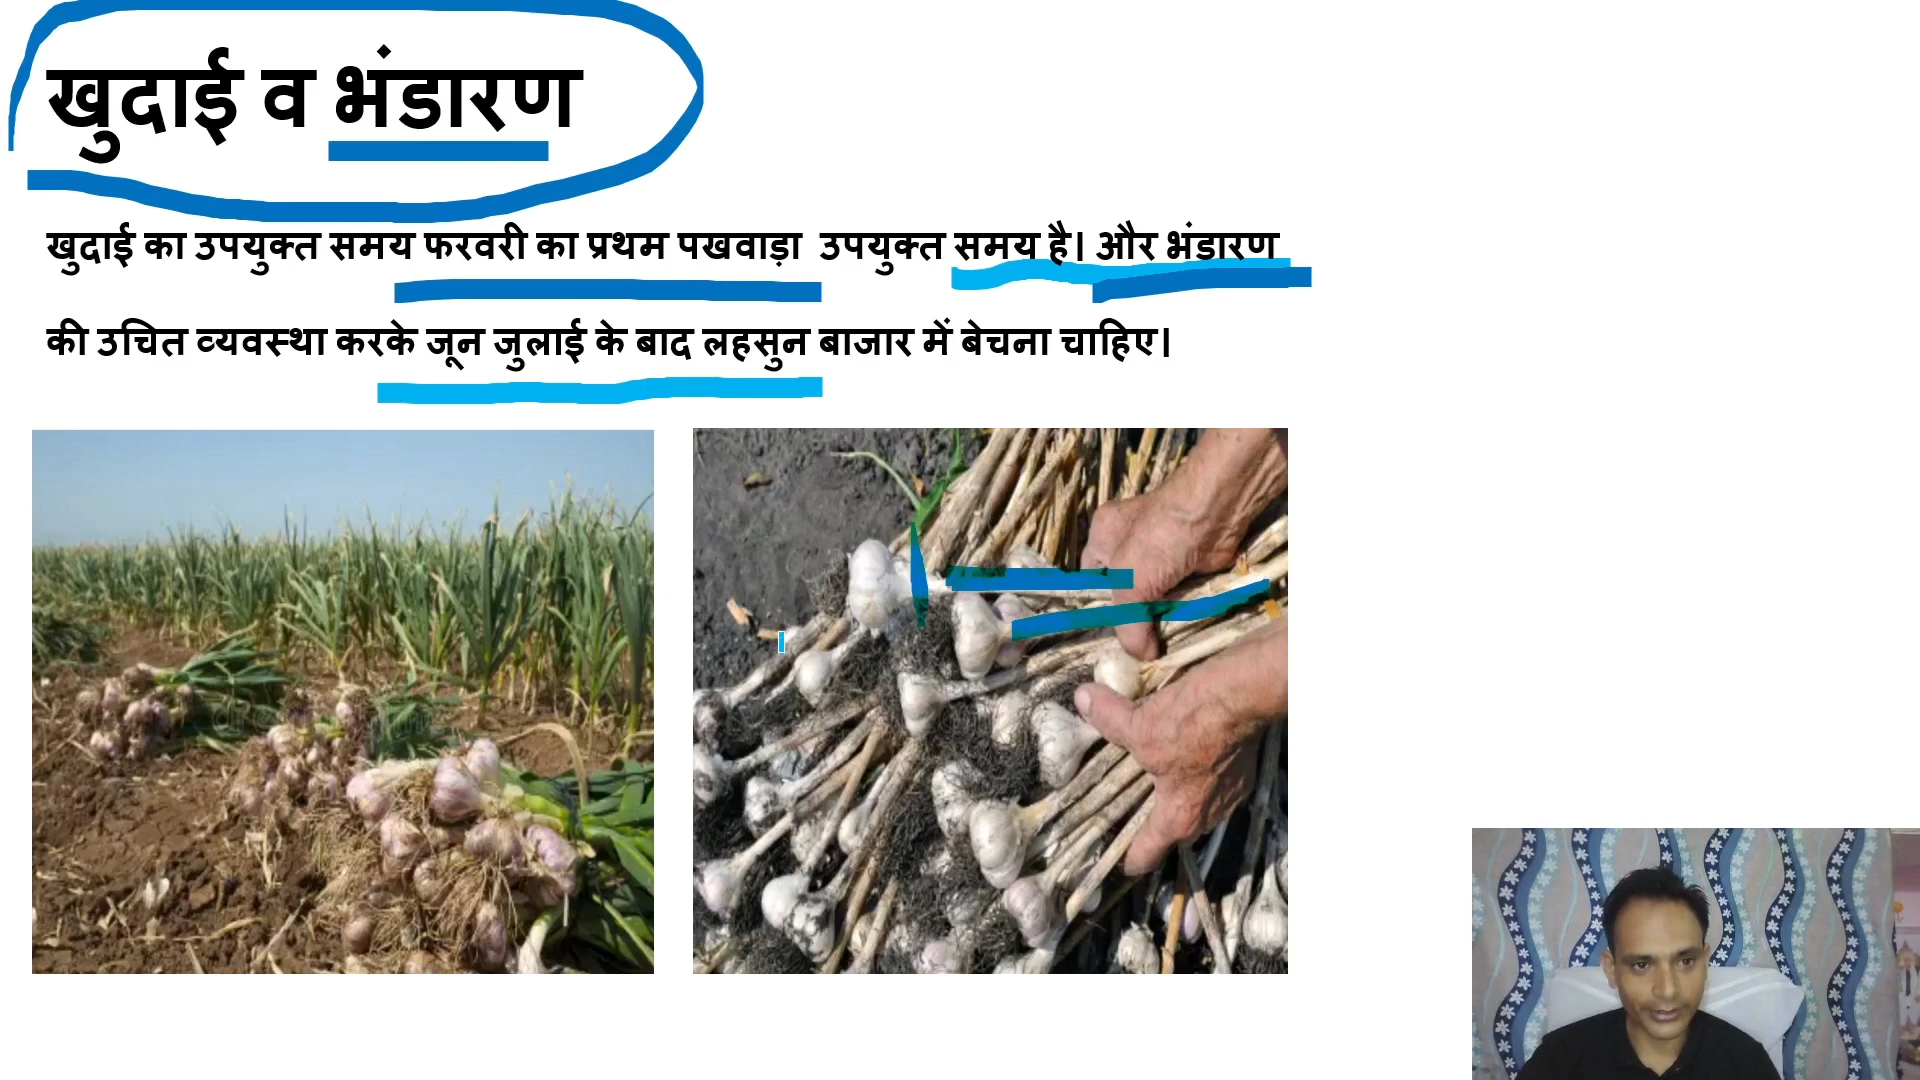 खुदाई व भंडारण
खुदाई का उपयुक्त समय फरवरी का प्रथम पखवाड़ा उपयुक्त समय है। और भंडारण
की उचित व्यवस्था करके जून जुलाई के बाद लहसुन बाजार में बेचना चाहिए।